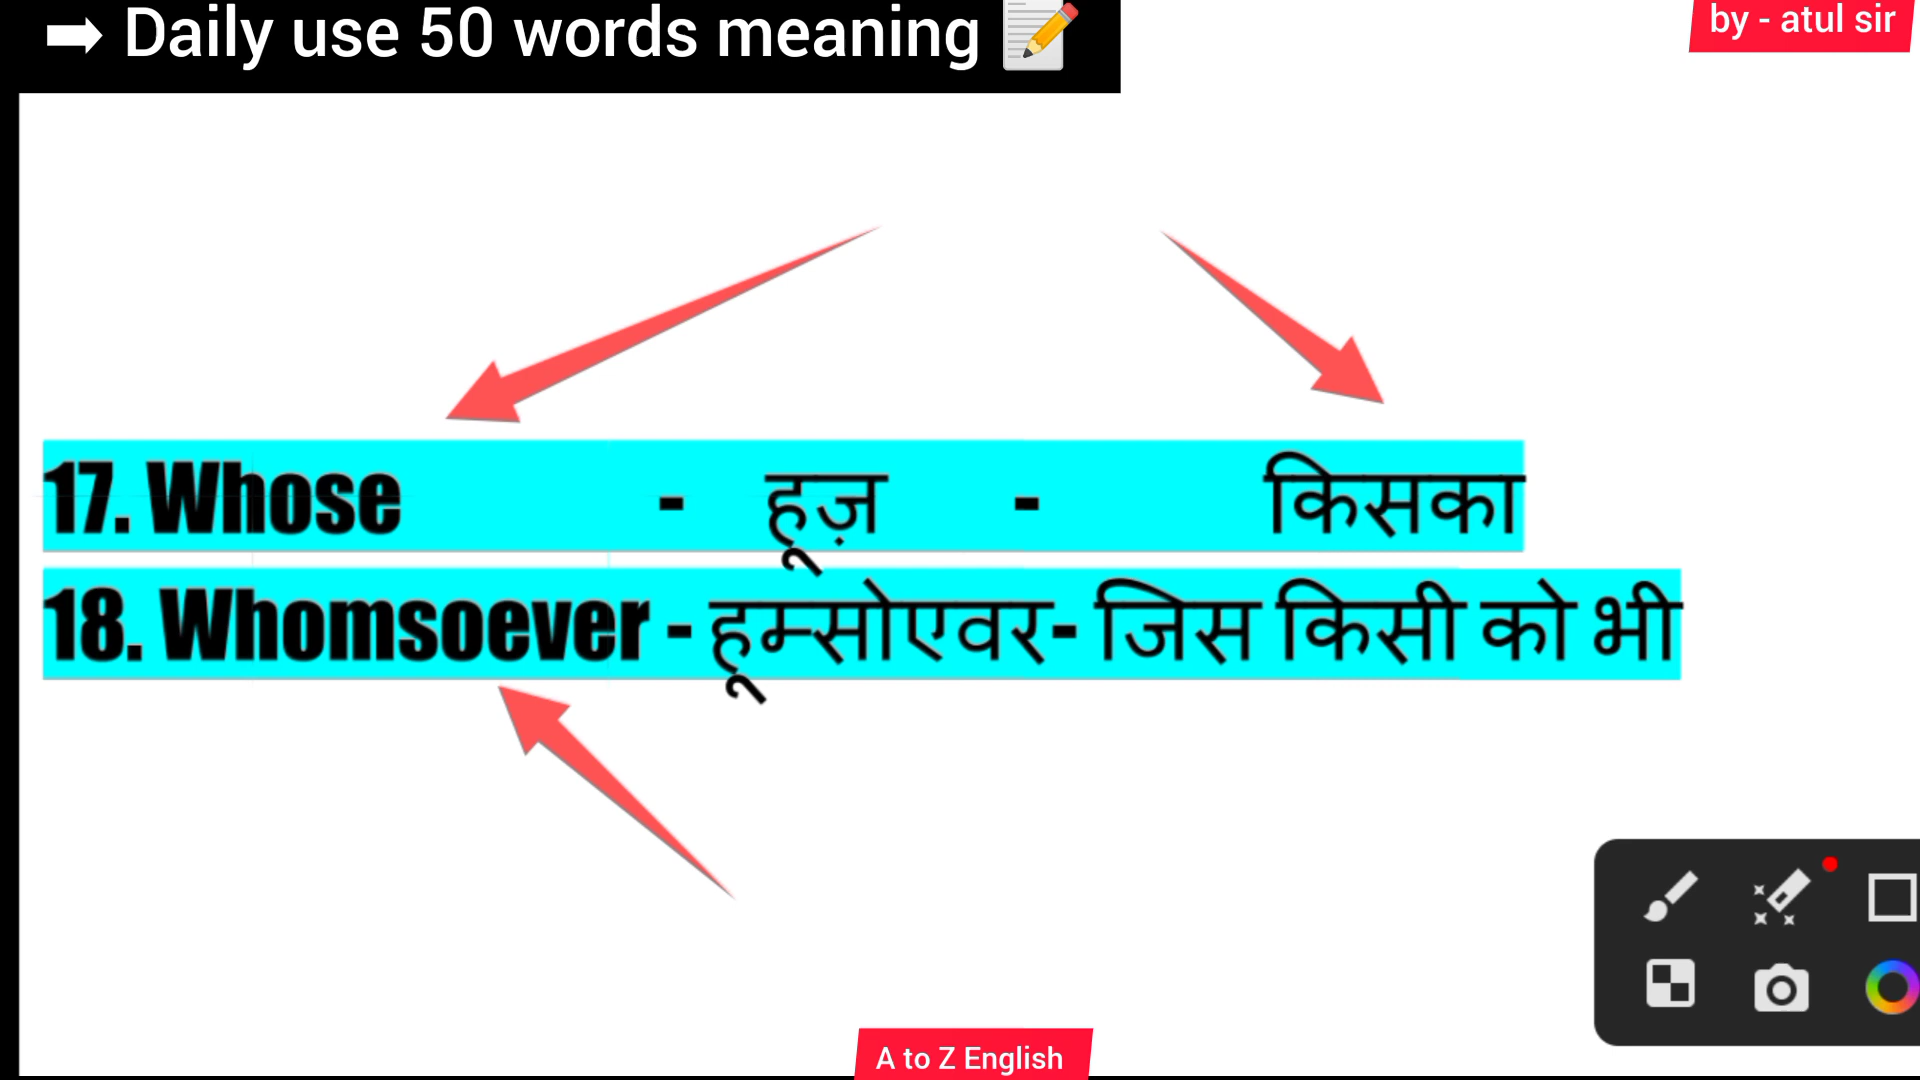 ➡ Daily use 50 words meaning 📝
by - atul sir
17. Whose - हूज़ - किसका
18. Whomsoever - हूम्सोएवर- जिस किसी को भी
A to Z English